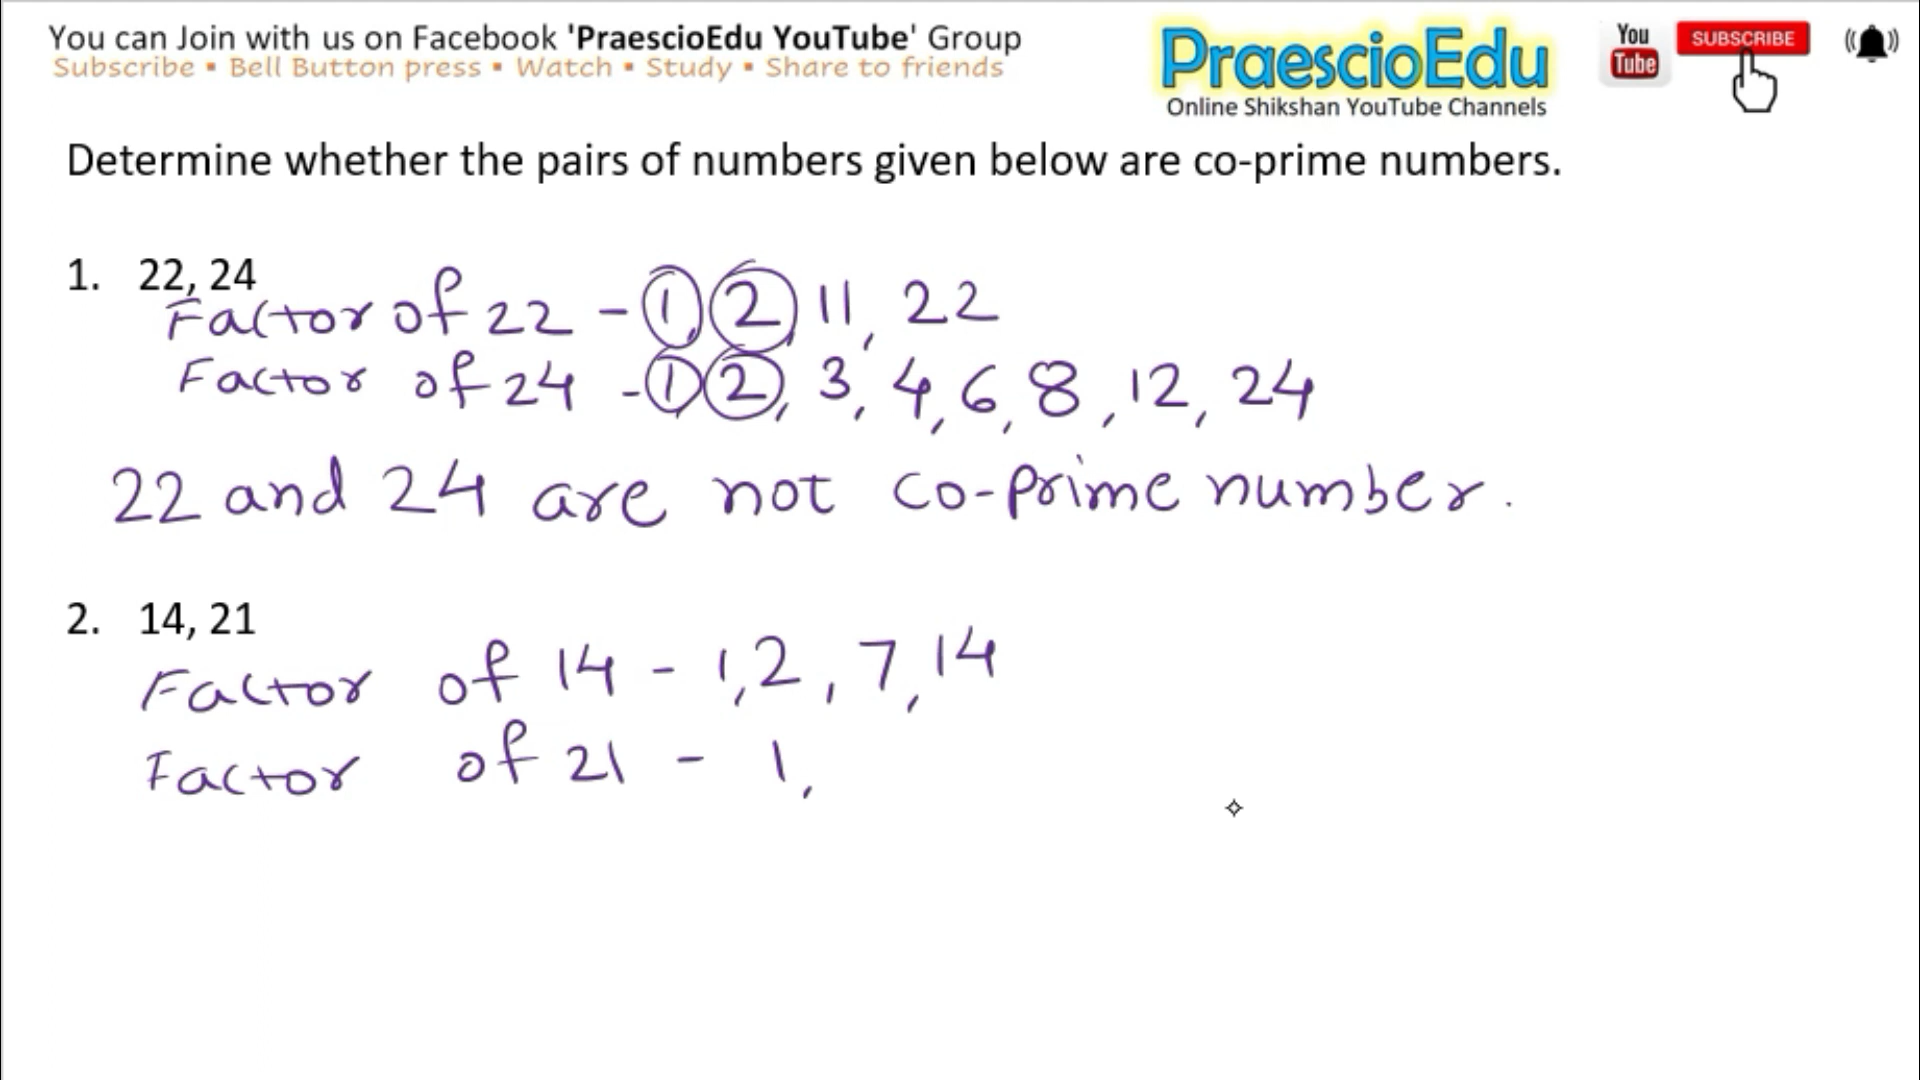 You can Join with us on Facebook 'PraescioEdu YouTube' Group
Subscribe ▪ Bell Button press ▪ Watch ▪ Study ▪ Share to friends
PraescioEdu
Online Shikshan YouTube Channels
You
Tube
SUBSCRIBE
Determine whether the pairs of numbers given below are co-prime numbers.
1. 22, 24
Factor of 22 - 1, 2, 11, 22
Factor of 24 - 1, 2, 3, 4, 6, 8, 12, 24
22 and 24 are not co-prime number.
2. 14, 21
Factor of 14 - 1, 2, 7, 14
Factor of 21 - 1,